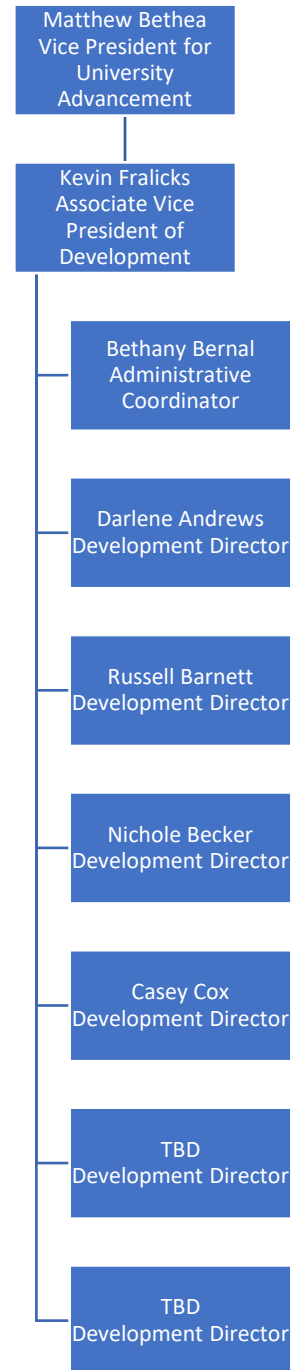 Matthew Bethea
Vice President for
University
Advancement
Kevin Fralicks
Associate Vice
President of
Development
Bethany Bernal
Administrative
Coordinator
Darlene Andrews
Development Director
Russell Barnett
Development Director
Nichole Becker
Development Director
Casey Cox
Development Director
TBD
Development Director
TBD
Development Director